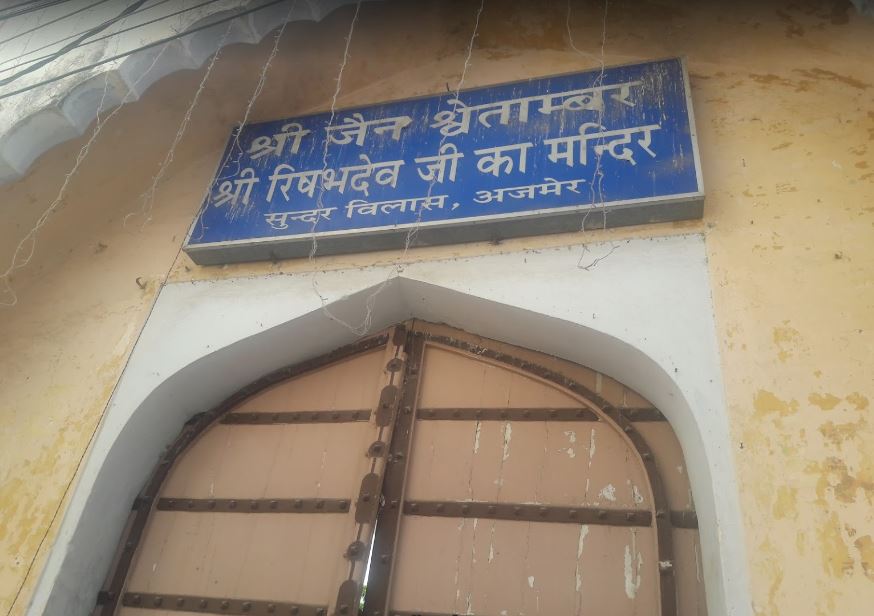 श्री जैन श्वेताम्बर
श्री रिषभदेव जी का मन्दिर
सुन्दर विलास, अजमेर